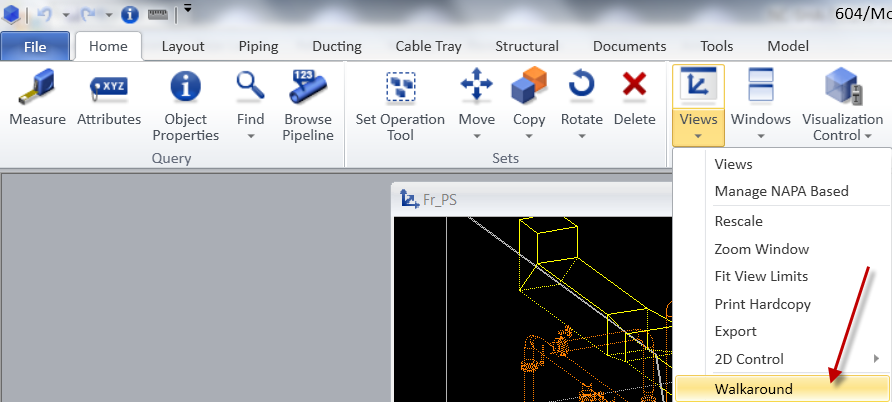 604/Mo
File Home Layout Piping Ducting Cable Tray Structural Documents Tools Model
XYZ 123
Measure Attributes Object Properties Find Browse Pipeline Set Operation Tool Move Copy Rotate Delete Views Windows Visualization Control
Query Sets
Views
Manage NAPA Based
Fr_PS
Rescale
Zoom Window
Fit View Limits
Print Hardcopy
Export
2D Control
Walkaround